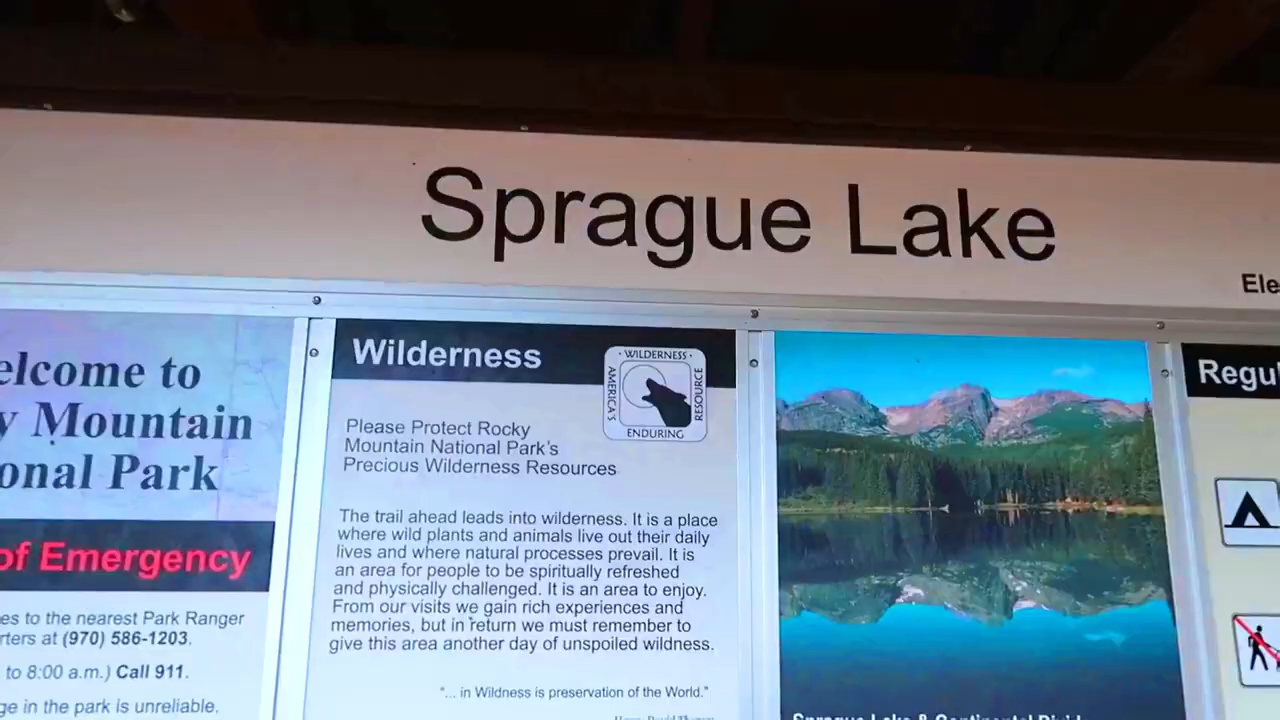 Sprague Lake
Ele
elcome to
y Mountain
onal Park
of Emergency
es to the nearest Park Ranger
rters at (970) 586-1203.
to 8:00 a.m.) Call 911.
ge in the park is unreliable.
Wilderness
· WILDERNESS ·
AMERICA'S
RESOURCE
ENDURING
Please Protect Rocky
Mountain National Park's
Precious Wilderness Resources
The trail ahead leads into wilderness. It is a place
where wild plants and animals live out their daily
lives and where natural processes prevail. It is
an area for people to be spiritually refreshed
and physically challenged. It is an area to enjoy.
From our visits we gain rich experiences and
memories, but in return we must remember to
give this area another day of unspoiled wildness.
"... in Wildness is preservation of the World."
Sprague Lake & Continental Divid
Regul